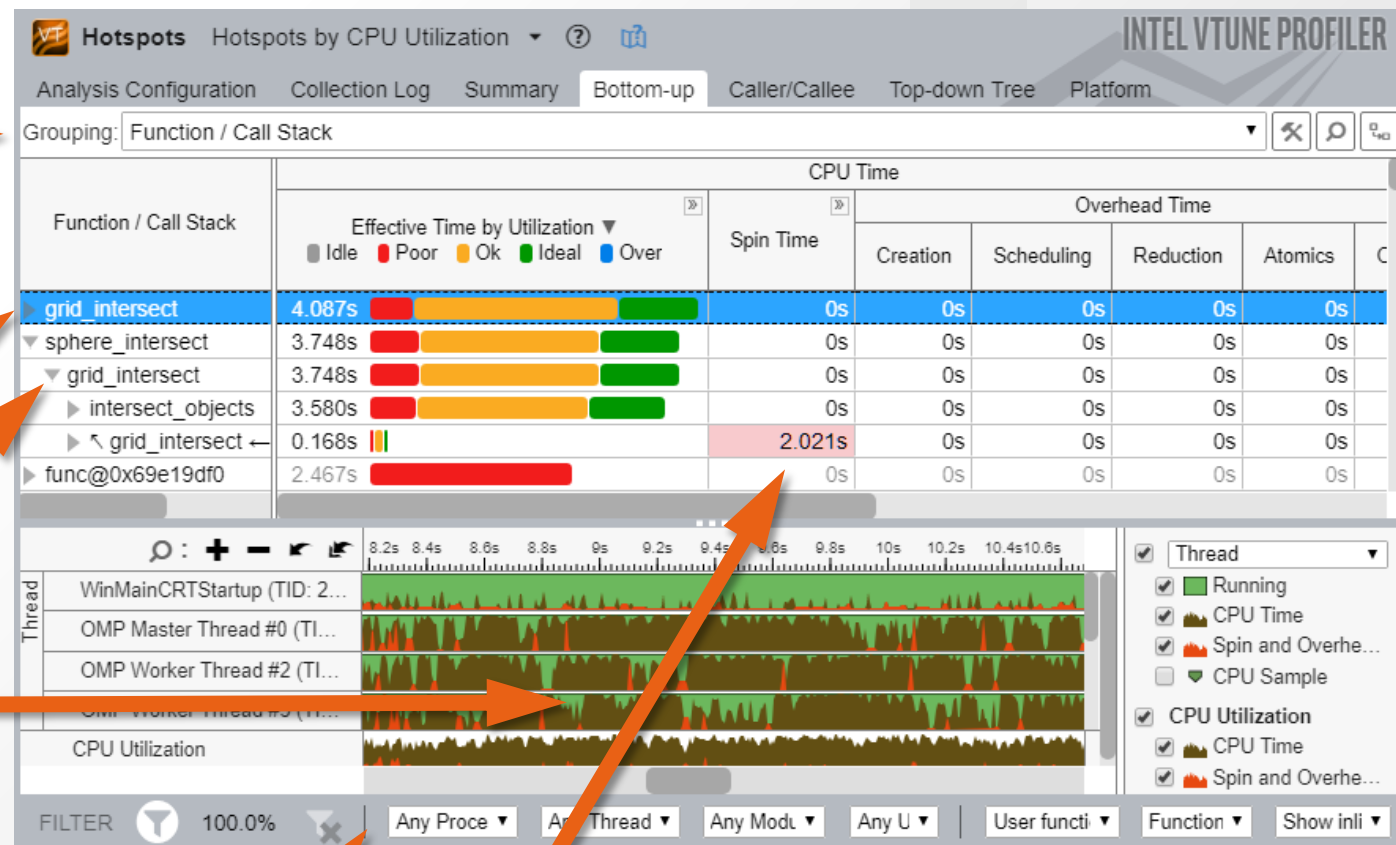 VT Hotspots Hotspots by CPU Utilization ? INTEL VTUNE PROFILER
Analysis Configuration Collection Log Summary Bottom-up Caller/Callee Top-down Tree Platform
Grouping: Function / Call Stack
CPU Time
Function / Call Stack
Effective Time by Utilization
Idle Poor Ok Ideal Over
Spin Time
Overhead Time
Creation Scheduling Reduction Atomics
grid_intersect 4.087s 0s 0s 0s 0s 0s
sphere_intersect 3.748s 0s 0s 0s 0s 0s
grid_intersect 3.748s 0s 0s 0s 0s 0s
intersect_objects 3.580s 0s 0s 0s 0s 0s
↖ grid_intersect ← 0.168s 2.021s 0s 0s 0s 0s
func@0x69e19df0 2.467s 0s 0s 0s 0s 0s
8.2s 8.4s 8.6s 8.8s 9s 9.2s 9.8s 10s 10.2s 10.4s 10.6s
Thread
WinMainCRTStartup (TID: 2...
OMP Master Thread #0 (TI...
OMP Worker Thread #2 (TI...
CPU Utilization
Thread
Running
CPU Time
Spin and Overhe...
CPU Sample
CPU Utilization
CPU Time
Spin and Overhe...
FILTER 100.0% Any Proce Thread Any Modu Any U User functi Function Show inli